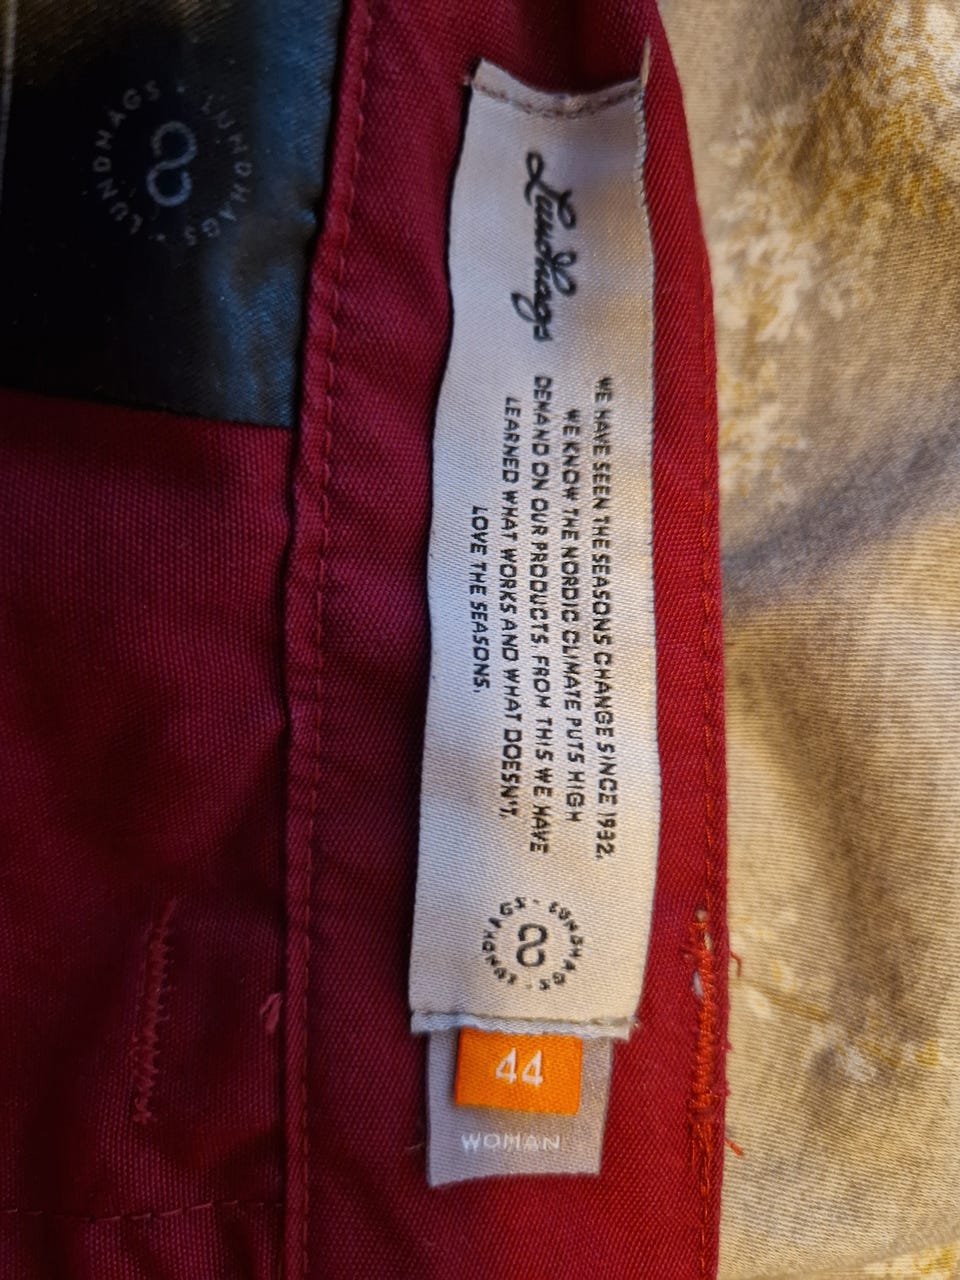 LUNDHAGS · LUNDHAGS ·
Lundhags
WE HAVE SEEN THE SEASONS CHANGE SINCE 1932.
WE KNOW THE NORDIC CLIMATE PUTS HIGH
DEMAND ON OUR PRODUCTS. FROM THIS WE HAVE
LEARNED WHAT WORKS AND WHAT DOESN'T.
LOVE THE SEASONS.
LUNDHAGS · LUNDHAGS ·
44
WOMAN